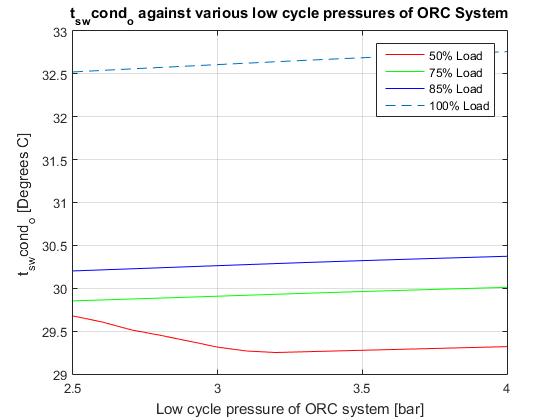 t_sw cond_o against various low cycle pressures of ORC System
33
32.5
32
31.5
31
30.5
30
29.5
29
t_sw cond_o [Degrees C]
50% Load
75% Load
85% Load
100% Load
2.5
3
3.5
4
Low cycle pressure of ORC system [bar]